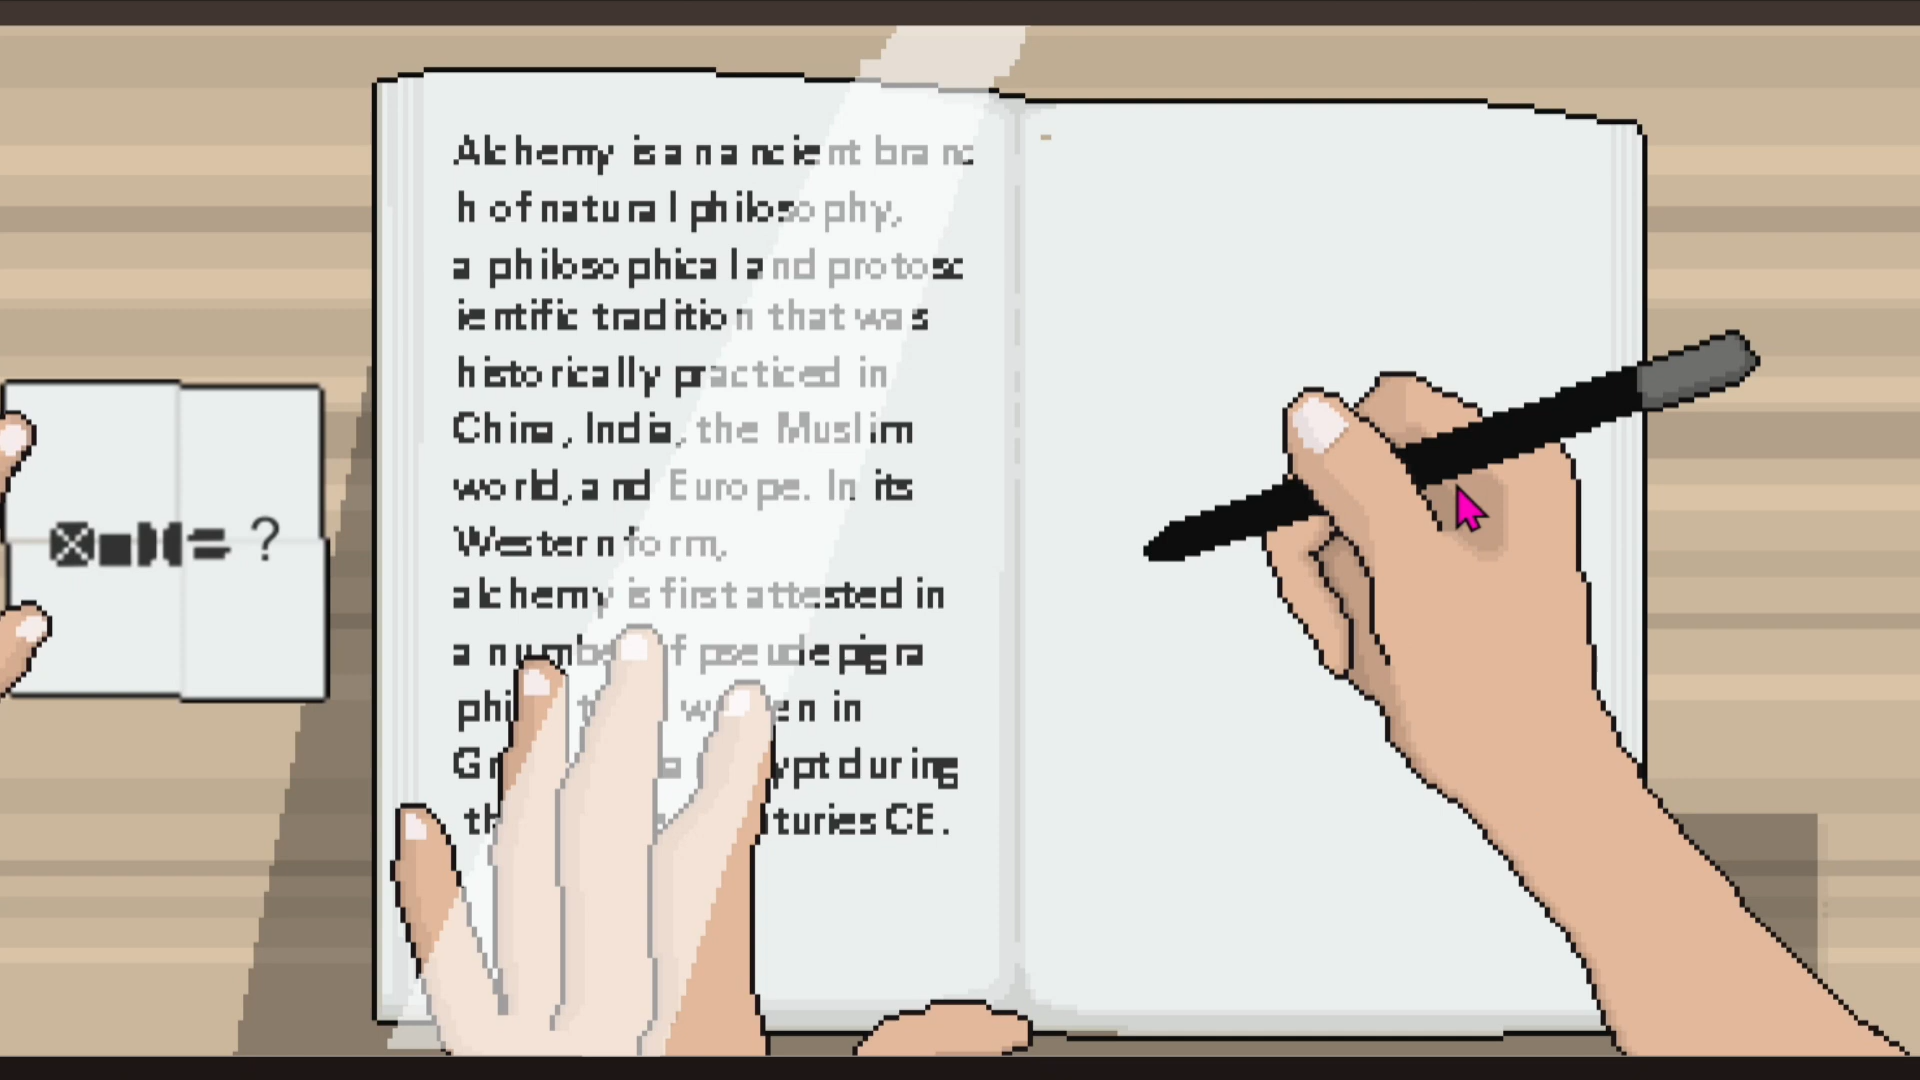 Alchemy is an ancient branc
h of natural philosophy,
a philosophical and protosc
ientific tradition that was
historically practiced in
China, India, the Muslim
world, and Europe. In its
Western form,
alchemy is first attested in
a number of pseudepigra
phi en in
ypt during
turies CE.
?